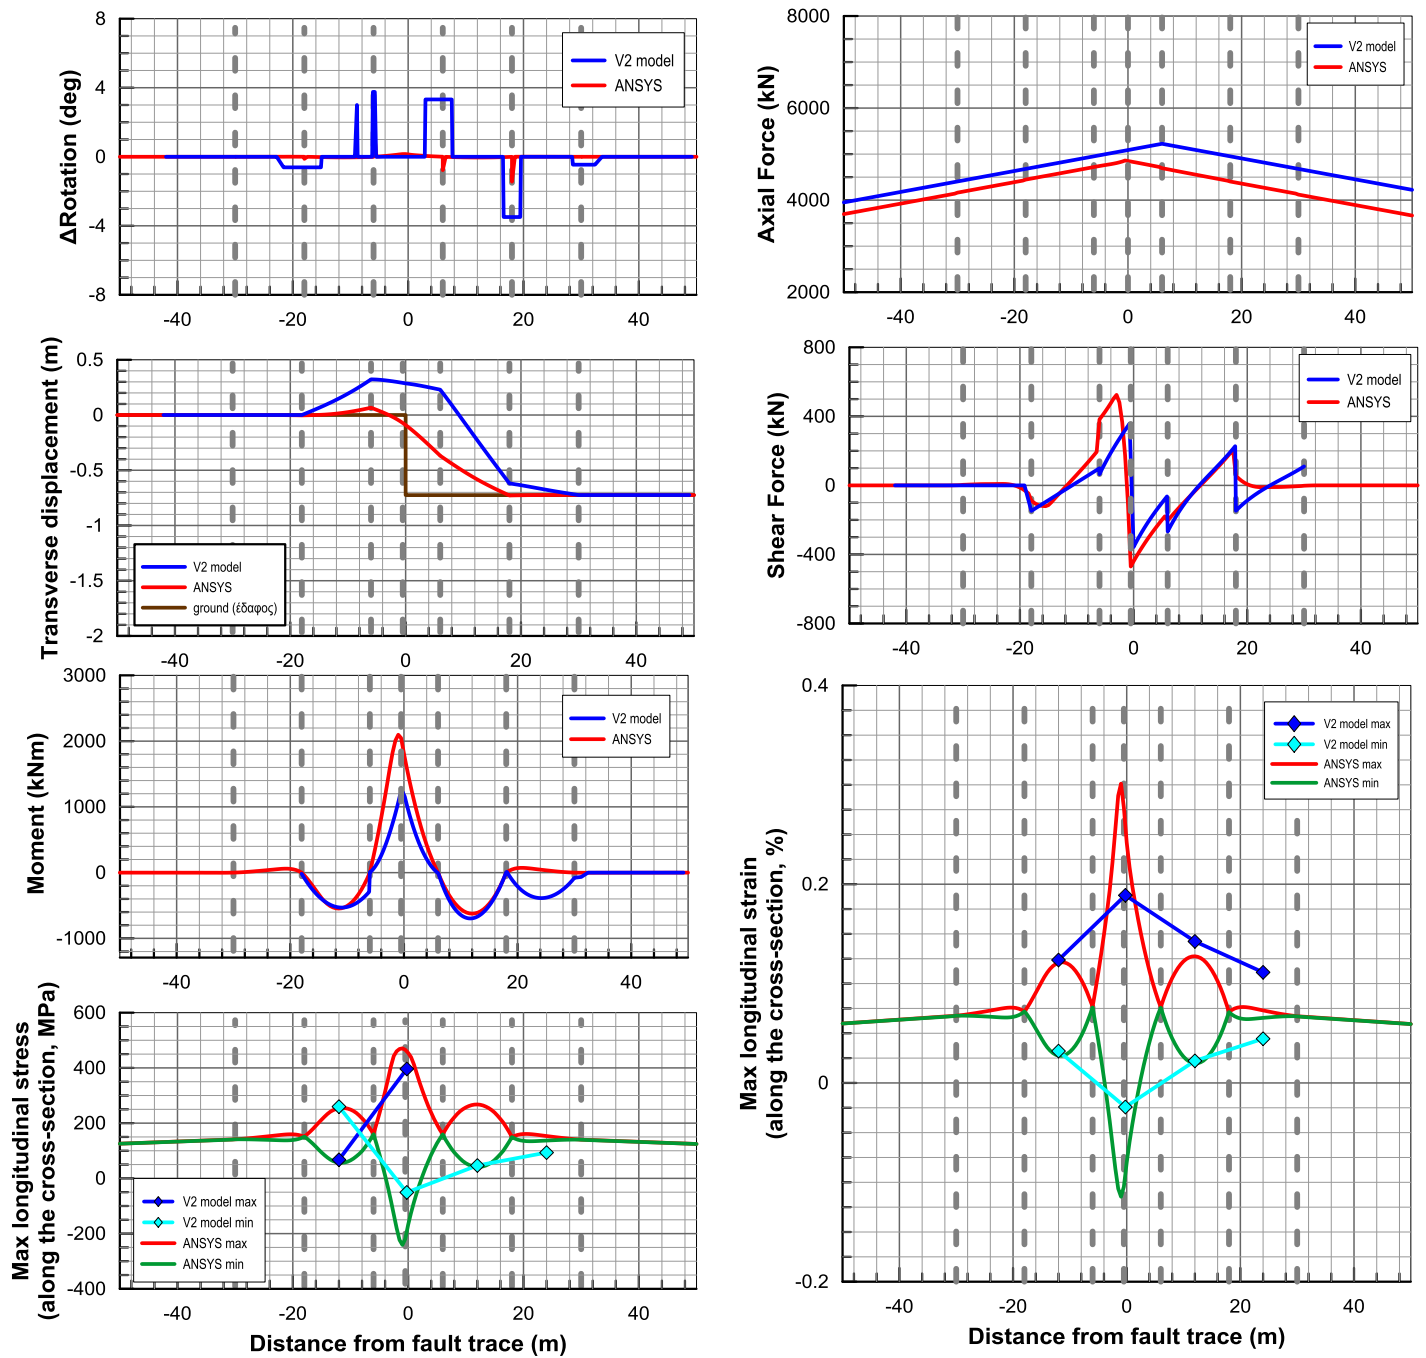 ΔRotation (deg)
8
4
0
-4
-8
-40
-20
0
20
40
V2 model
ANSYS
Axial Force (kN)
8000
6000
4000
2000
-40
-20
0
20
40
V2 model
ANSYS
Transverse displacement (m)
0.5
0
-0.5
-1
-1.5
-2
-40
-20
0
20
40
V2 model
ANSYS
ground (έδαφος)
Shear Force (kN)
800
400
0
-400
-800
-40
-20
0
20
40
V2 model
ANSYS
Moment (kNm)
3000
2000
1000
0
-1000
-40
-20
0
20
40
V2 model
ANSYS
Max longitudinal strain
(along the cross-section, %)
0.4
0.2
0
-0.2
-40
-20
0
20
40
V2 model max
V2 model min
ANSYS max
ANSYS min
Distance from fault trace (m)
Max longitudinal stress
(along the cross-section, MPa)
600
400
200
0
-200
-400
-40
-20
0
20
40
V2 model max
V2 model min
ANSYS max
ANSYS min
Distance from fault trace (m)